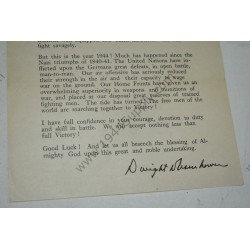 fight savagely.
But this is the year 1944! Much has happened since the
Nazi triumphs of 1940-41. The United Nations have in-
flicted upon the Germans great defeats, in open battle,
man-to-man. Our air offensive has seriously reduced
their strength in the air and their capacity to wage
war on the ground. Our Home Fronts have given us an
overwhelming superiority in weapons and munitions of
war, and placed at our disposal great reserves of trained
fighting men. The tide has turned! The free men of the
world are marching together to Victory!
I have full confidence in your courage, devotion to duty
and skill in battle. We will accept nothing less than
full Victory!
Good Luck! And let us all beseech the blessing of Al-
mighty God upon this great and noble undertaking.
Dwight D Eisenhower